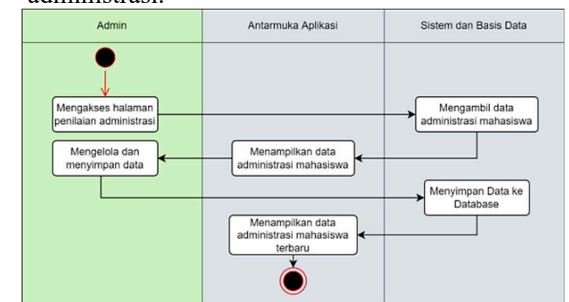 administrasi.
Admin
Antarmuka Aplikasi
Sistem dan Basis Data
Mengakses halaman
penilaian administrasi
Mengambil data
administrasi mahasiswa
Mengelola dan
menyimpan data
Menampilkan data
administrasi mahasiswa
Menyimpan Data ke
Database
Menampilkan data
administrasi mahasiswa
terbaru